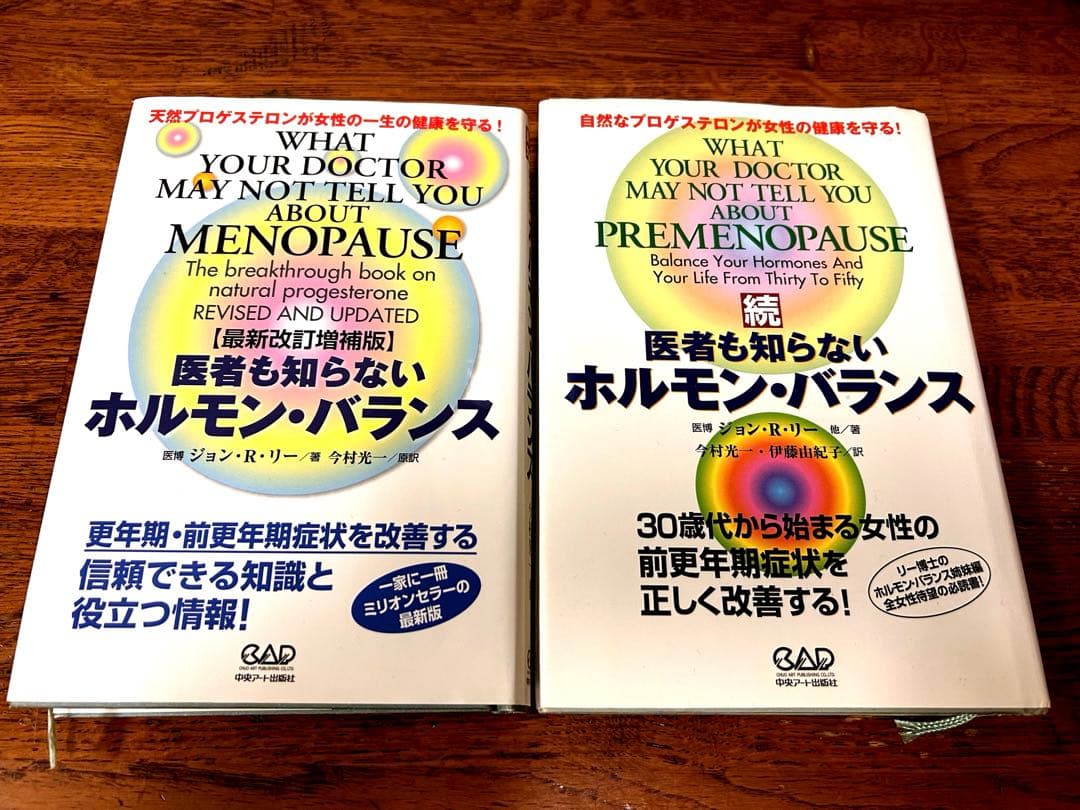 天然プロゲステロンが女性の一生の健康を守る!
WHAT
YOUR DOCTOR
MAY NOT TELL YOU
ABOUT
MENOPAUSE
The breakthrough book on
natural progesterone
REVISED AND UPDATED
【最新改訂増補版】
医者も知らない
ホルモン・バランス
医博 ジョン・R・リー/著 今村光一/原訳
更年期・前更年期症状を改善する
信頼できる知識と
役立つ情報!
一家に一冊
ミリオンセラーの
最新版
CAP
CHUO ART PUBLISHING CO.,LTD.
中央アート出版社
自然なプロゲステロンが女性の健康を守る!
WHAT
YOUR DOCTOR
MAY NOT TELL YOU
ABOUT
PREMENOPAUSE
Balance Your Hormones And
Your Life From Thirty To Fifty
続
医者も知らない
ホルモン・バランス
医博 ジョン・R・リー 他/著
今村光一・伊藤由紀子/訳
30歳代から始まる女性の
前更年期症状を
正しく改善する!
リー博士の
ホルモン・バランス姉妹編
全女性待望の必読書!
CAP
CHUO ART PUBLISHING CO.,LTD.
中央アート出版社